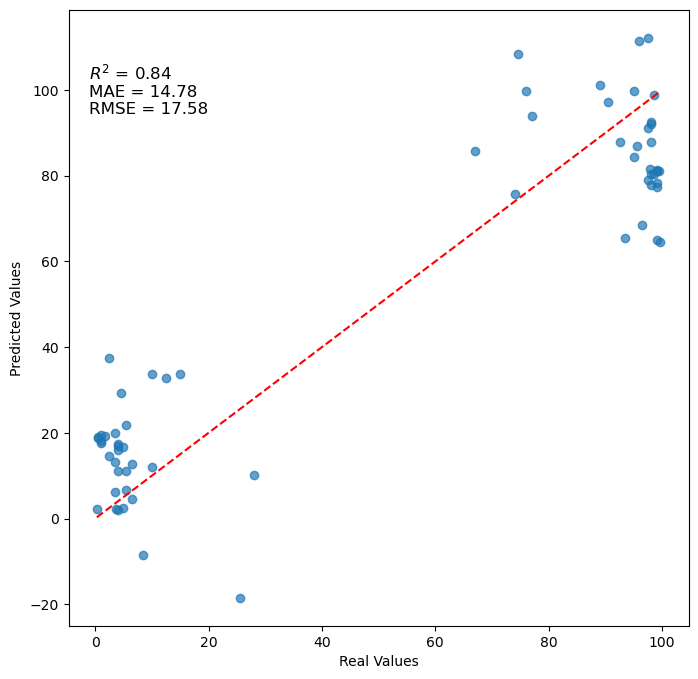 R² = 0.84
MAE = 14.78
RMSE = 17.58
100
80
60
40
20
0
−20
Predicted Values
0 20 40 60 80 100
Real Values